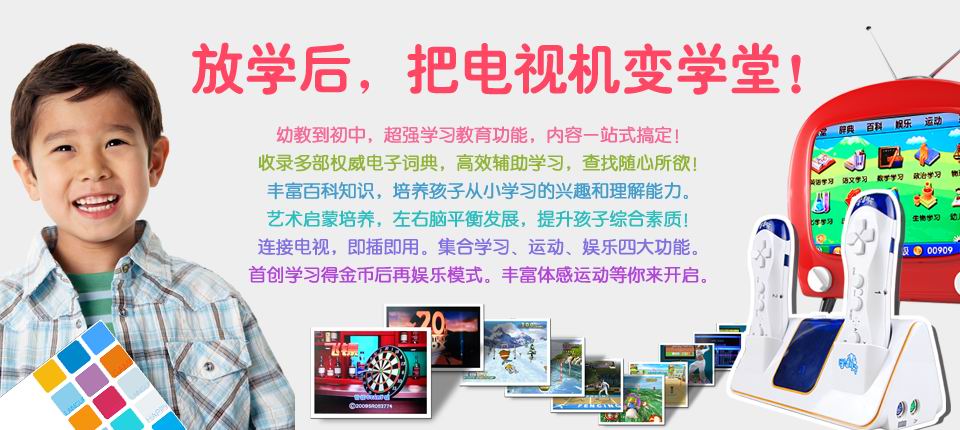 放学后，把电视机变学堂！
幼教到初中，超强学习教育功能，内容一站式搞定！
收录多部权威电子词典，高效辅助学习，查找随心所欲！
丰富百科知识，培养孩子从小学习的兴趣和理解能力。
艺术启蒙培养，左右脑平衡发展，提升孩子综合素质！
连接电视，即插即用。集合学习、运动、娱乐四大功能。
首创学习得金币后再娱乐模式。丰富体感运动等你来开启。
堂 辞典 百科 娱乐 运动
英语学习 语文学习 数学学习 政治学习
化学学习 生物学习
00909
20
飞镖
©2009SR083774
FENCING